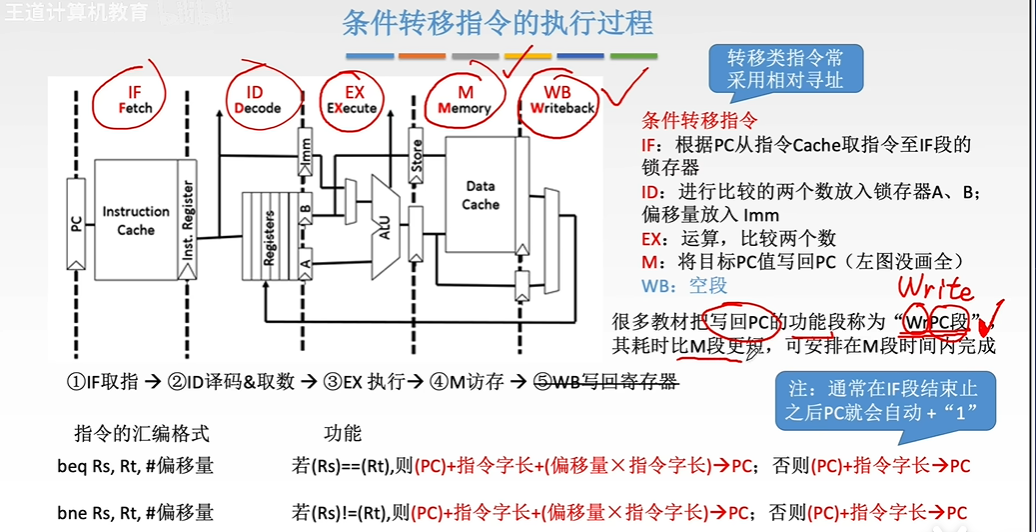 王道计算机教育
条件转移指令的执行过程
转移类指令常
采用相对寻址
IF
Fetch
ID
Decode
EX
EXecute
M
Memory
WB
Writeback
PC
Instruction
Cache
Inst. Register
Registers
Imm
B
A
ALU
Store
Data
Cache
条件转移指令
IF：根据PC从指令Cache取指令至IF段的
锁存器
ID：进行比较的两个数放入锁存器A、B；
偏移量放入 Imm
EX：运算，比较两个数
M：将目标PC值写回PC（左图没画全）
WB：空段
Write
很多教材把写回PC的功能段称为“WrPC段”，
其耗时比M段更短，可安排在M段时间内完成
①IF取指 → ②ID译码&取数 → ③EX 执行→ ④M访存 → ⑤WB写回寄存器
注：通常在IF段结束止
之后PC就会自动 + “1”
指令的汇编格式 功能
beq Rs, Rt, #偏移量 若(Rs)==(Rt),则(PC)+指令字长+(偏移量×指令字长)→PC；否则(PC)+指令字长→PC
bne Rs, Rt, #偏移量 若(Rs)!=(Rt),则(PC)+指令字长+(偏移量×指令字长)→PC；否则(PC)+指令字长→PC